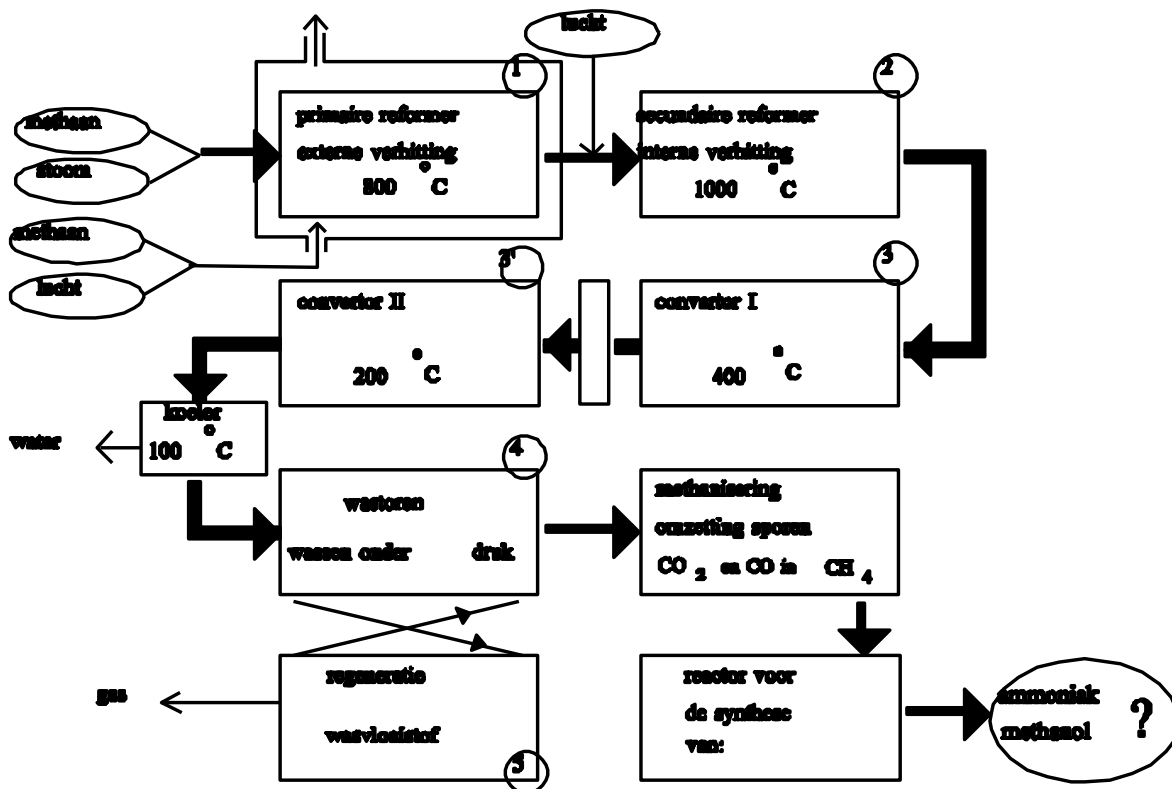 lucht
1
2
methaan
stoom
primaire reformer
externe verhitting
800 °C
secundaire reformer
interne verhitting
1000 °C
methaan
lucht
3'
3
convertor II
200 °C
convertor I
400 °C
koeler
100 °C
water
4
wastoren
wassen onder druk
methanisering
omzetting sporen
CO2 en CO in CH4
gas
regeneratie
wasvloeistof
5
reactor voor
de synthese
van:
ammoniak
methanol
?